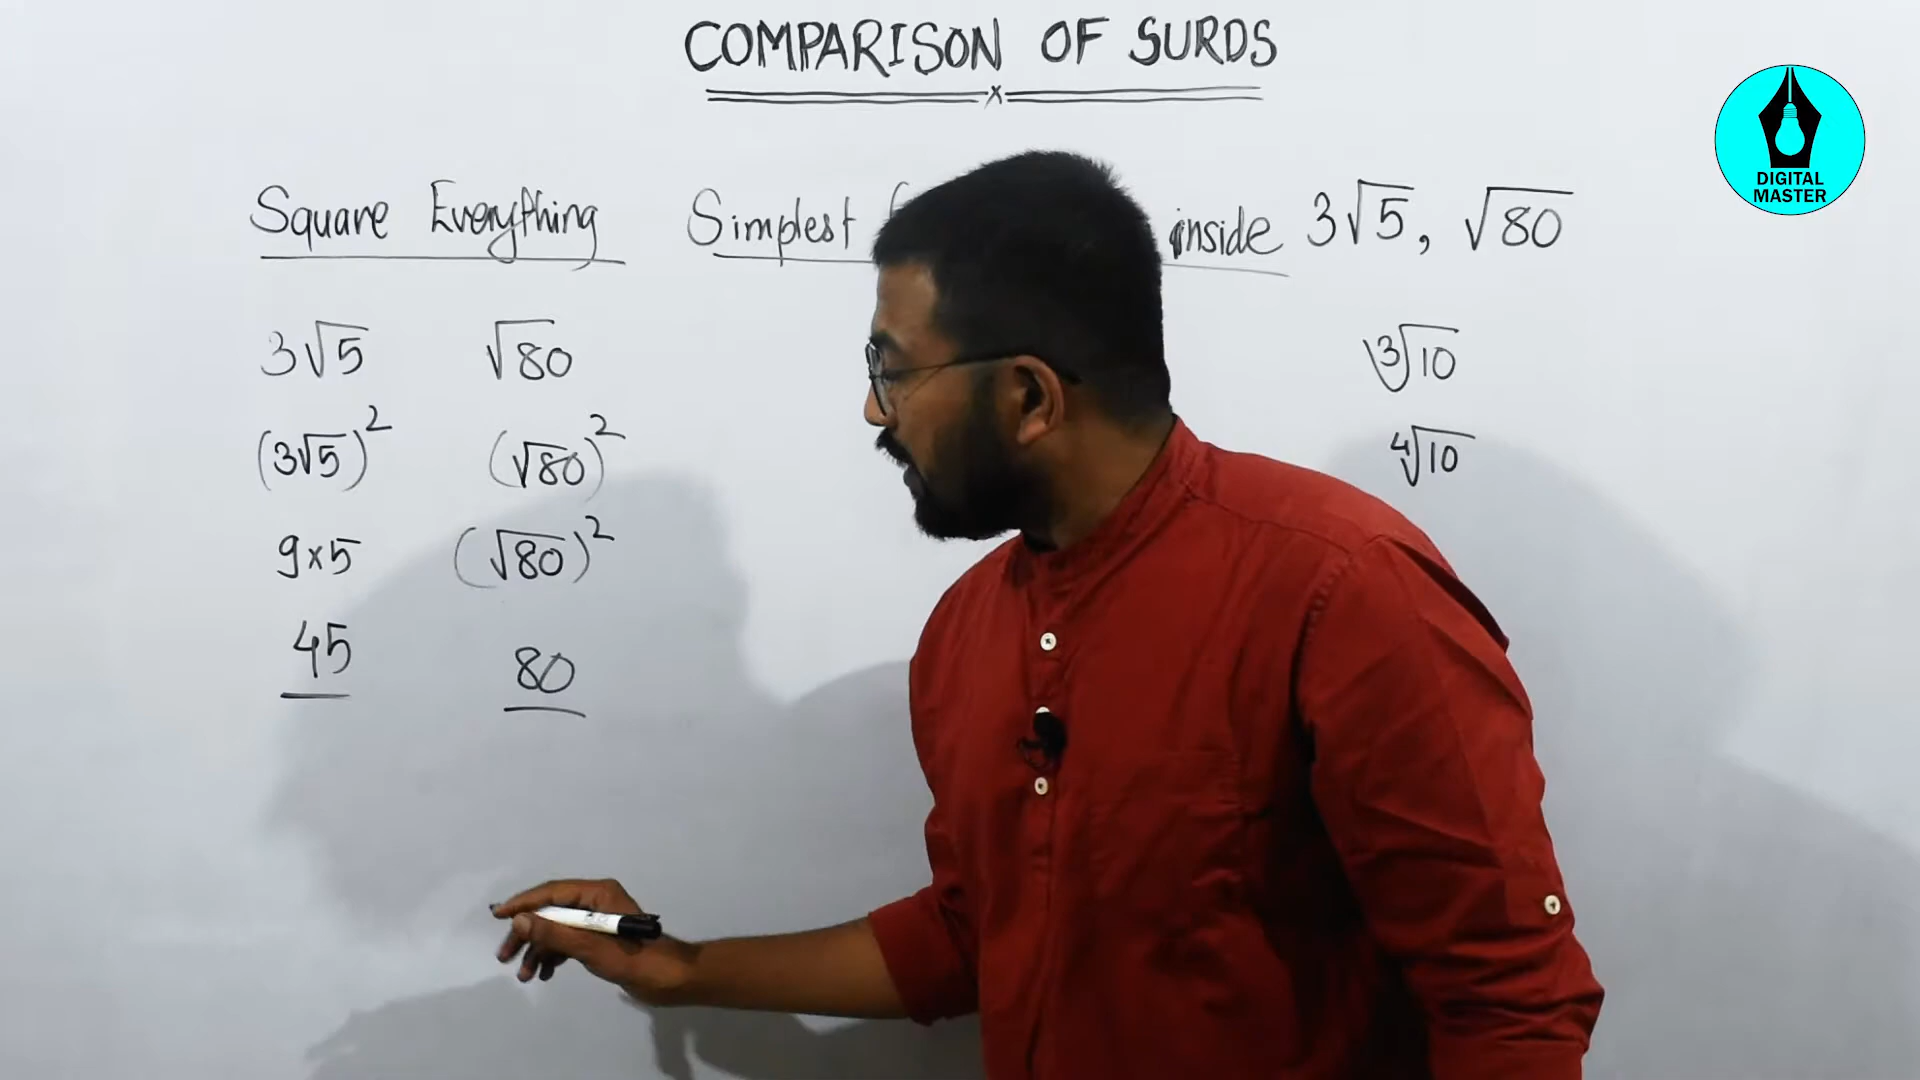 COMPARISON OF SURDS
x
DIGITAL
MASTER
Square Everything Simplest inside 3√5, √80
3√5 √80 ∛10
(3√5)² (√80)² ∜10
9×5 (√80)²
45 80